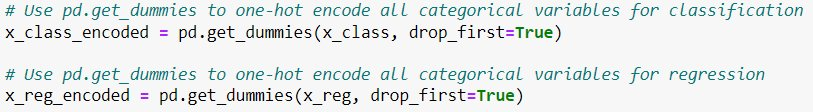 # Use pd.get_dummies to one-hot encode all categorical variables for classification
x_class_encoded = pd.get_dummies(x_class, drop_first=True)
# Use pd.get_dummies to one-hot encode all categorical variables for regression
x_reg_encoded = pd.get_dummies(x_reg, drop_first=True)